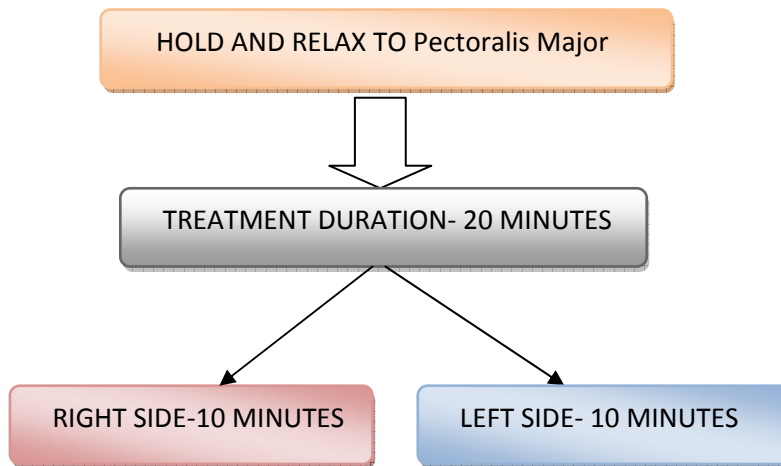 HOLD AND RELAX TO Pectoralis Major
TREATMENT DURATION- 20 MINUTES
RIGHT SIDE-10 MINUTES
LEFT SIDE- 10 MINUTES